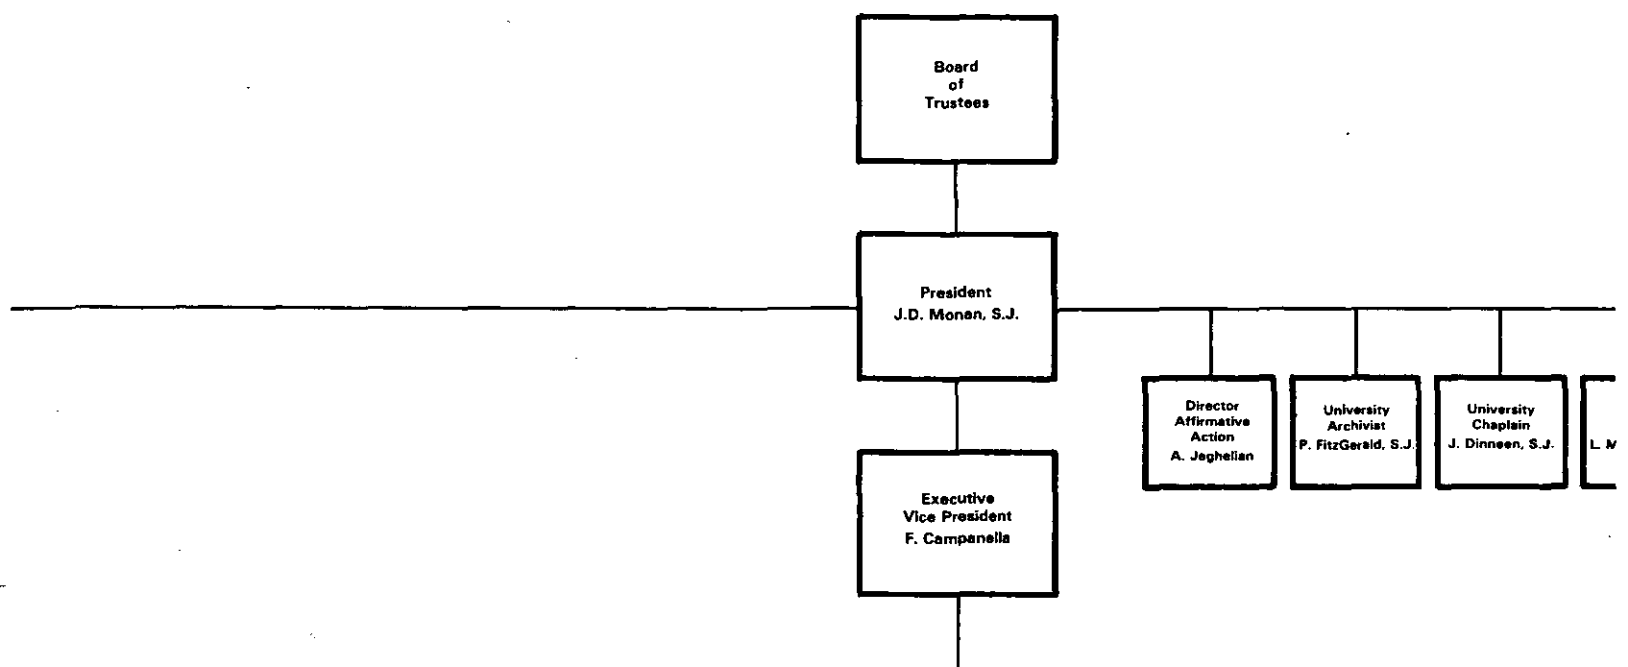 Board
of
Trustees
President
J.D. Monan, S.J.
Director
Affirmative
Action
A. Jeghelian
University
Archivist
P. FitzGerald, S.J.
University
Chaplain
J. Dinneen, S.J.
L. M
Executive
Vice President
F. Campanella